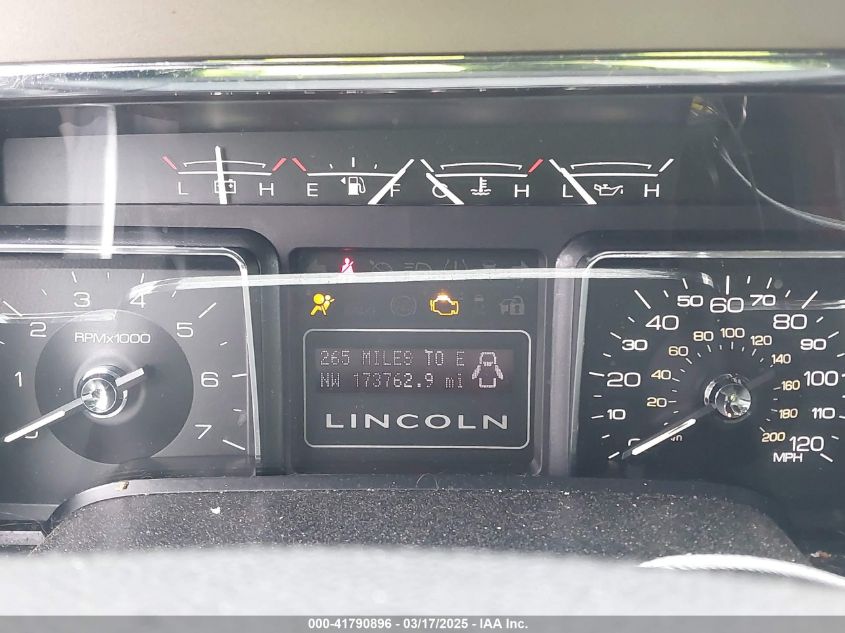 L H E F C H L H
RPMx1000
1 2 3 4 5 6 7
265 MILES TO E
NW 173762.9 mi
LINCOLN
10 20 30 40 50 60 70 80 90 100 110 120
MPH
20 40 60 80 100 120 140 160 180 200
000-41790896 - 03/17/2025 - IAA Inc.